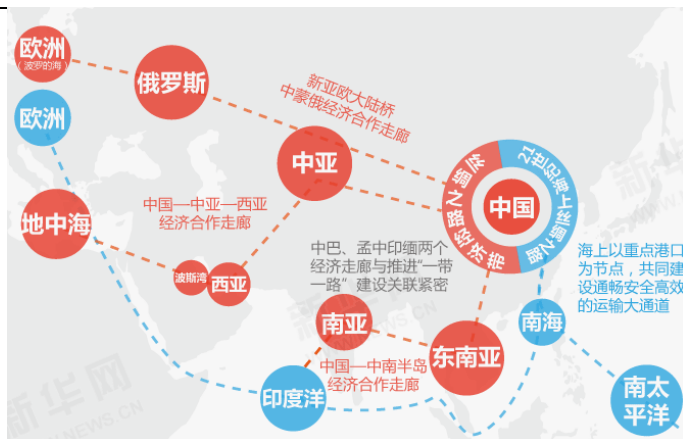 欧洲
(波罗的海)
俄罗斯
欧洲
新亚欧大陆桥
中蒙俄经济合作走廊
中亚
丝绸之路经济带
21世纪海上丝绸之路
中国
地中海
中国—中亚—西亚
经济合作走廊
波斯湾
西亚
中巴、孟中印缅两个
经济走廊与推进“一带
一路”建设关联紧密
海上以重点港口
为节点，共同建
设通畅安全高效
的运输大通道
南亚
南海
东南亚
中国—中南半岛
经济合作走廊
印度洋
南太
平洋
新华网
WWW.NEWS.CN